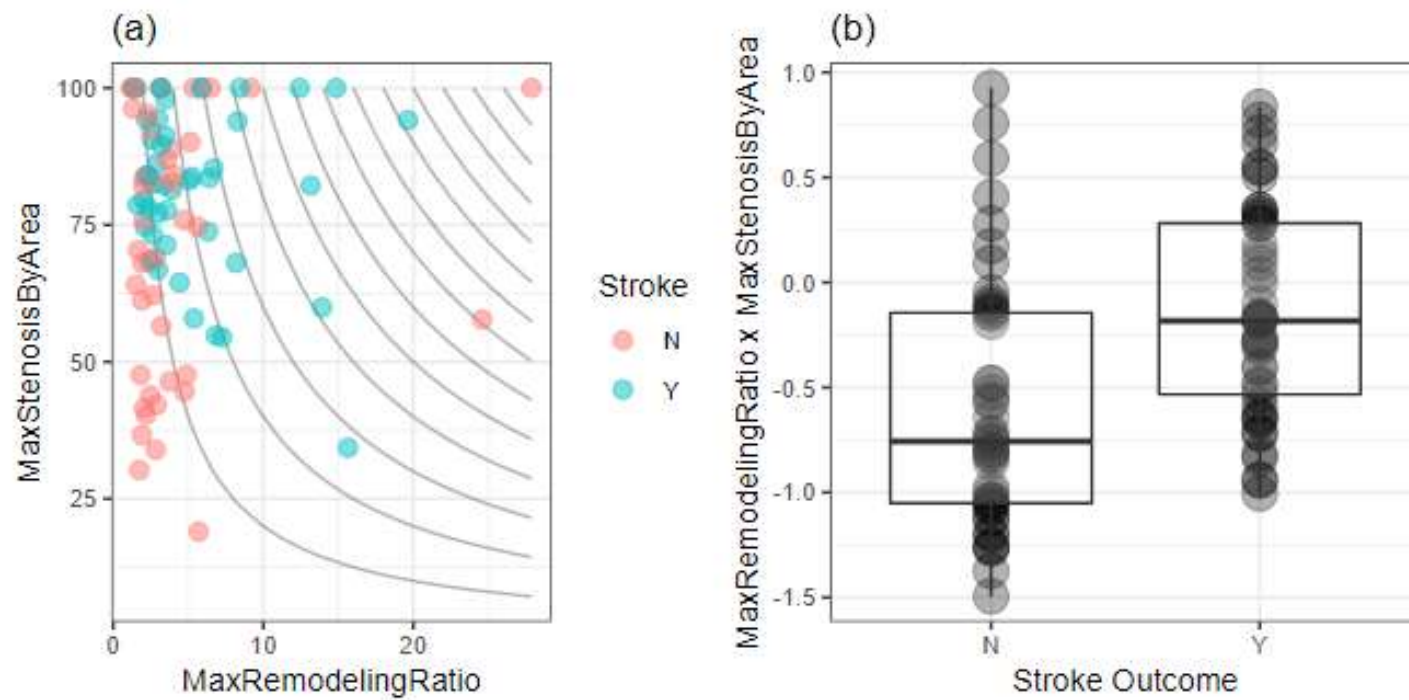 (a)
100
75
50
25
MaxStenosisByArea
0 10 20
MaxRemodelingRatio
Stroke
N
Y
(b)
1.0
0.5
0.0
-0.5
-1.0
-1.5
MaxRemodelingRatio x MaxStenosisByArea
N Y
Stroke Outcome